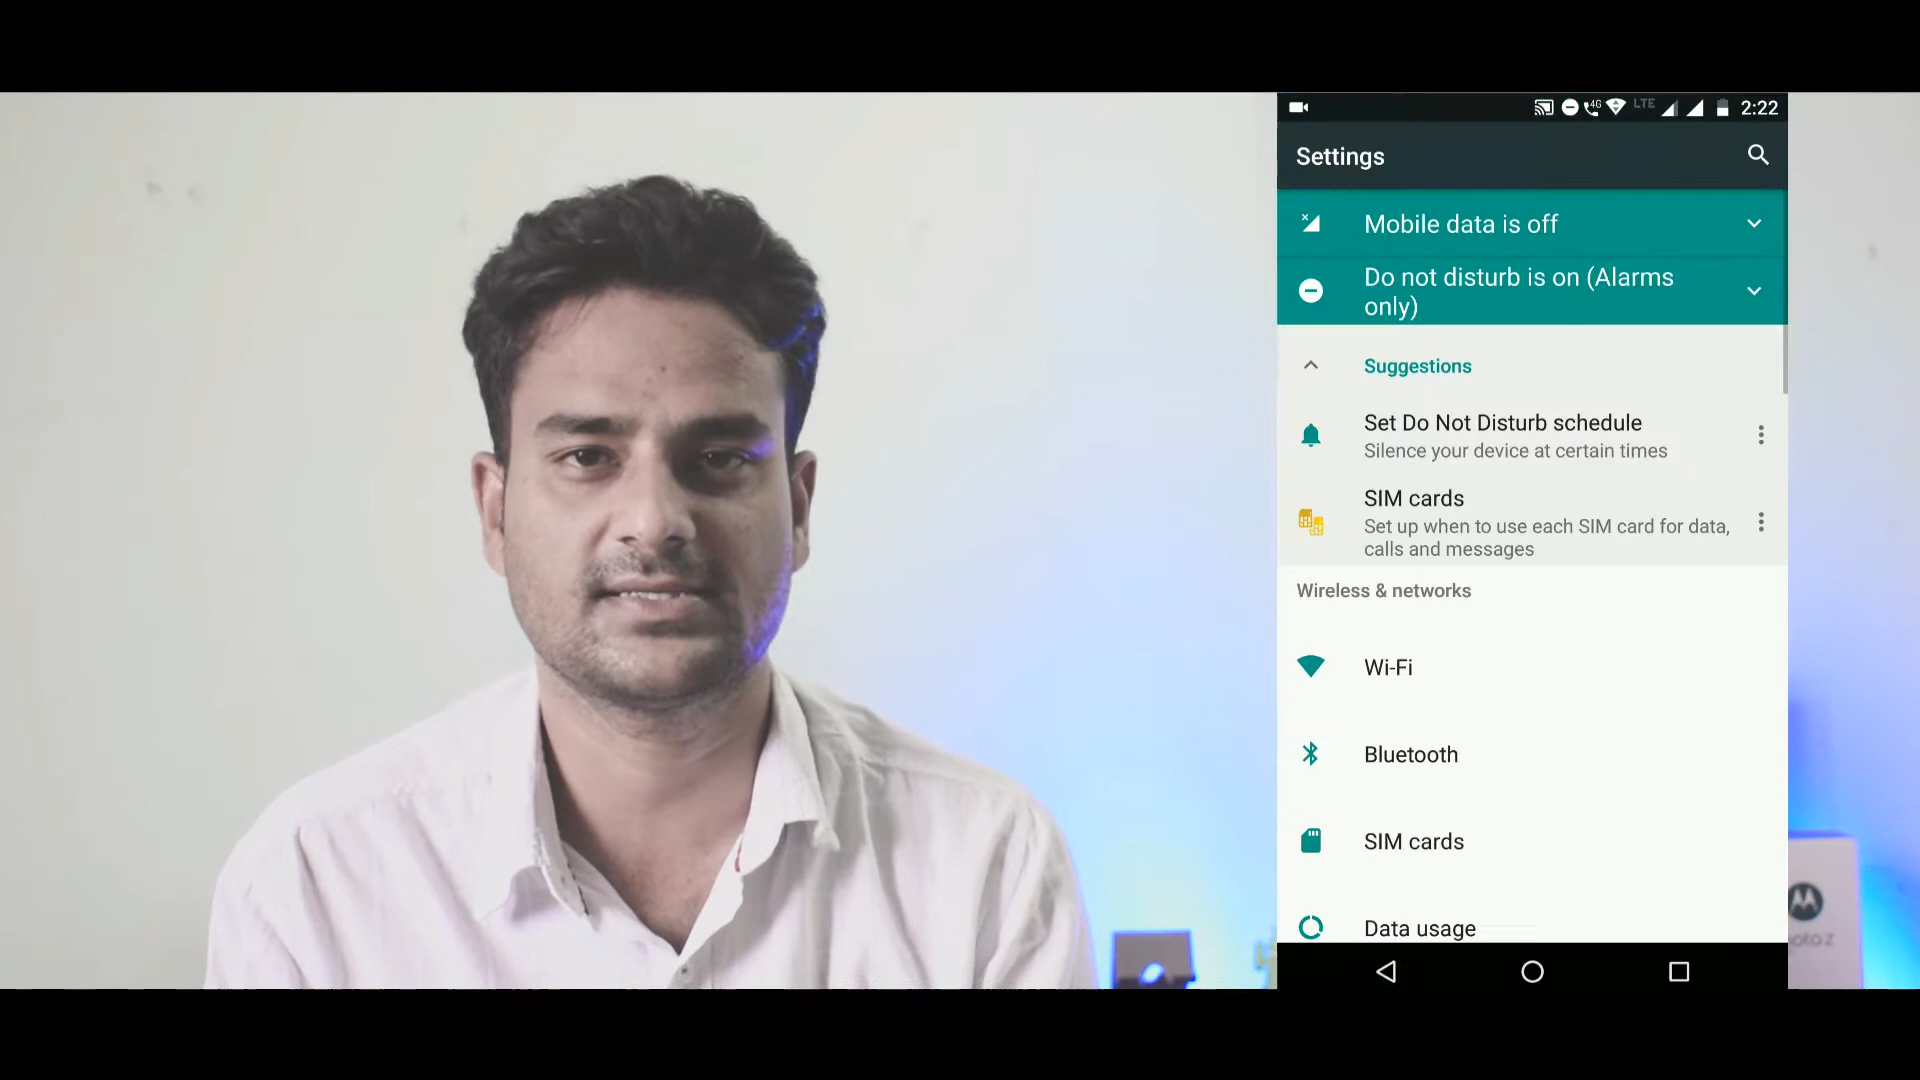 4G LTE 2:22
Settings
Mobile data is off
Do not disturb is on (Alarms
only)
Suggestions
Set Do Not Disturb schedule
Silence your device at certain times
SIM cards
Set up when to use each SIM card for data,
calls and messages
Wireless & networks
Wi-Fi
Bluetooth
SIM cards
Data usage